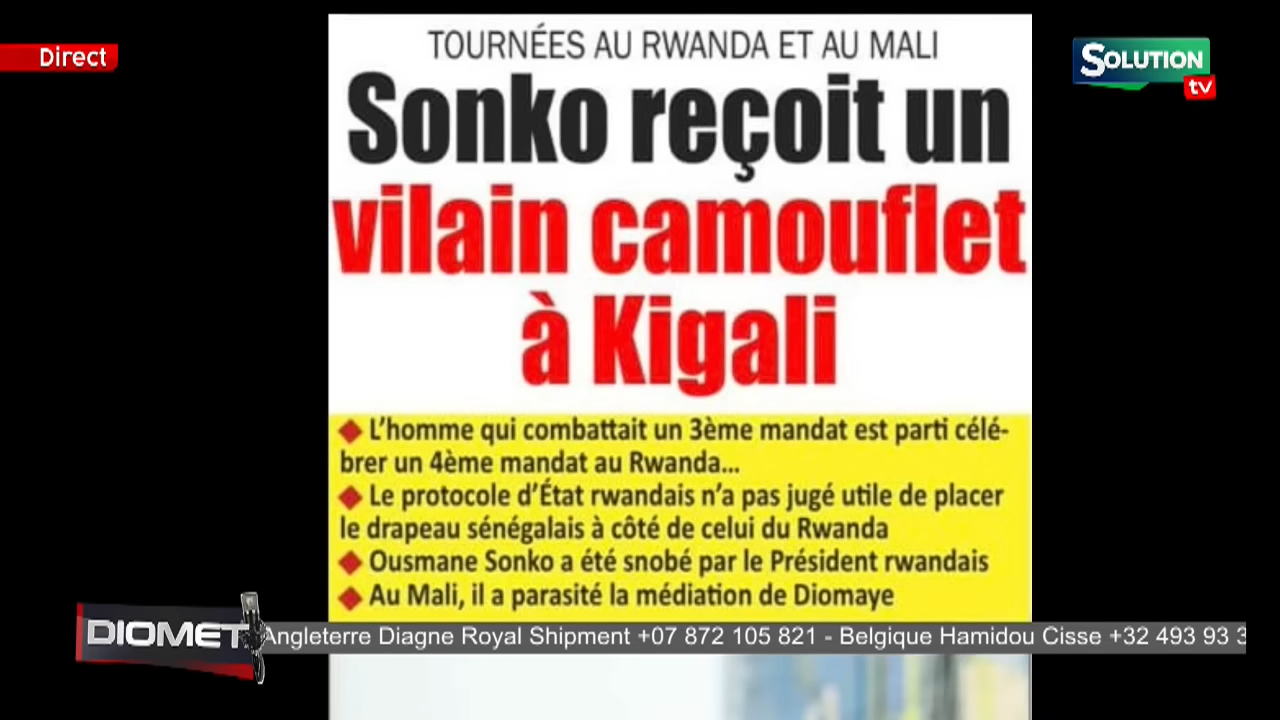 Direct
SOLUTION
tv
TOURNÉES AU RWANDA ET AU MALI
Sonko reçoit un
vilain camouflet
à Kigali
◆ L'homme qui combattait un 3ème mandat est parti célé-
brer un 4ème mandat au Rwanda...
◆ Le protocole d'État rwandais n'a pas jugé utile de placer
le drapeau sénégalais à côté de celui du Rwanda
◆ Ousmane Sonko a été snobé par le Président rwandais
◆ Au Mali, il a parasité la médiation de Diomaye
DIOMET
Angleterre Diagne Royal Shipment +07 872 105 821 - Belgique Hamidou Cisse +32 493 93 3